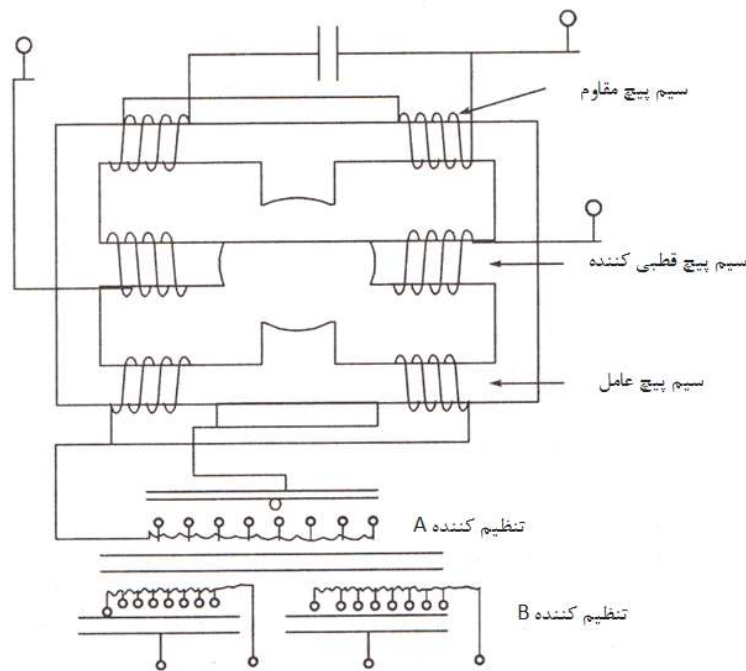 سیم پیچ مقاوم
سیم پیچ قطبی کننده
سیم پیچ عامل
تنظیم کننده A
تنظیم کننده B